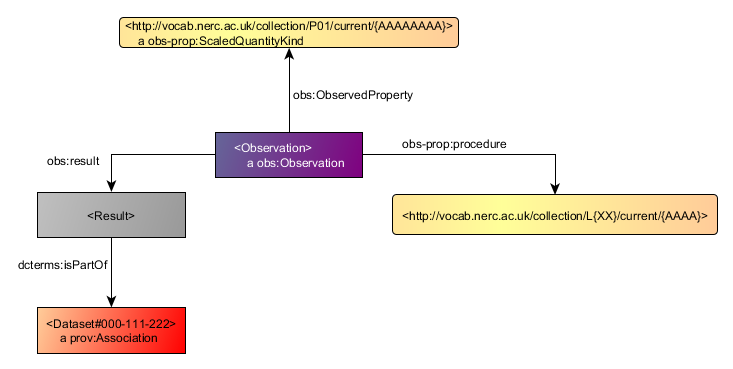 <http://vocab.nerc.ac.uk/collection/P01/current/{AAAAAAAA}>
a obs-prop:ScaledQuantityKind
obs:ObservedProperty
<Observation>
a obs:Observation
obs:result
obs-prop:procedure
<Result>
<http://vocab.nerc.ac.uk/collection/L{XX}/current/{AAAA}>
dcterms:isPartOf
<Dataset#000-111-222>
a prov:Association